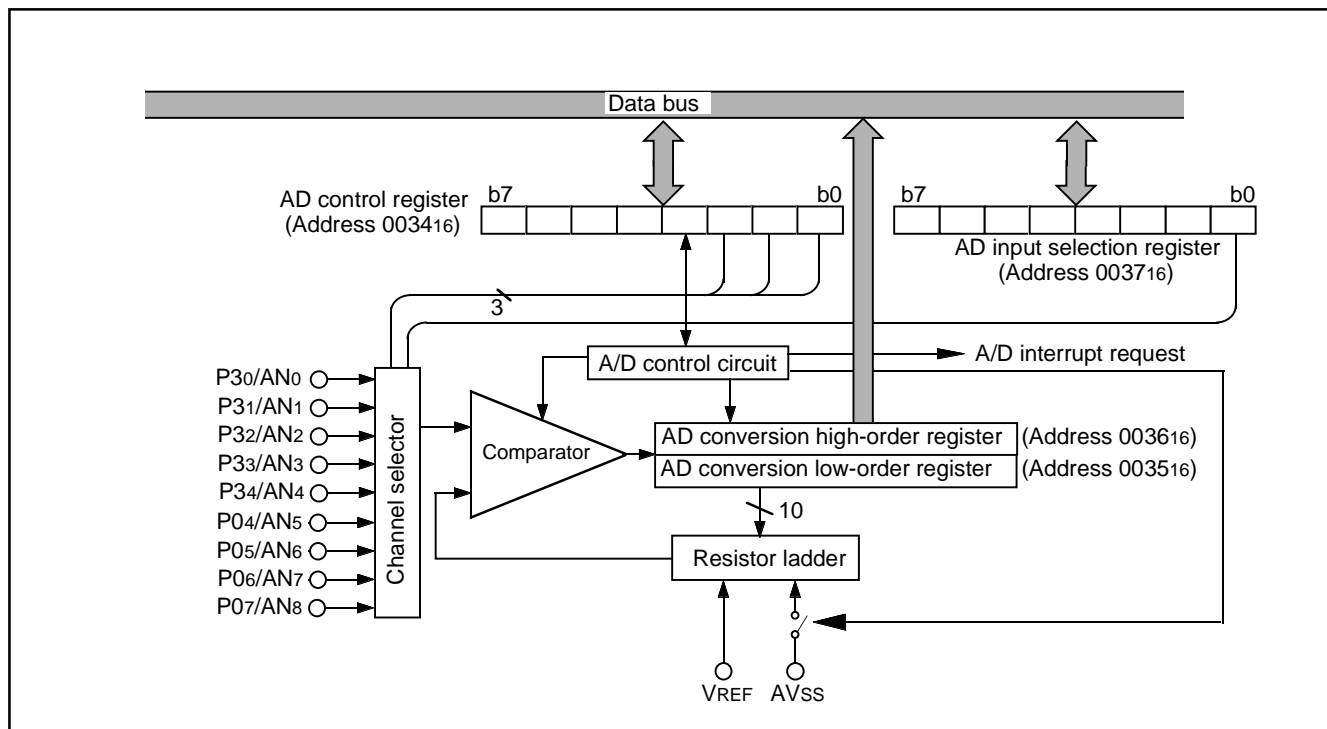 Data bus
AD control register
(Address 003416)
b7
b0
b7
b0
AD input selection register
(Address 003716)
3
A/D control circuit
A/D interrupt request
P30/AN0
P31/AN1
P32/AN2
P33/AN3
P34/AN4
P04/AN5
P05/AN6
P06/AN7
P07/AN8
Channel selector
Comparator
AD conversion high-order register
(Address 003616)
AD conversion low-order register
(Address 003516)
10
Resistor ladder
VREF
AVSS